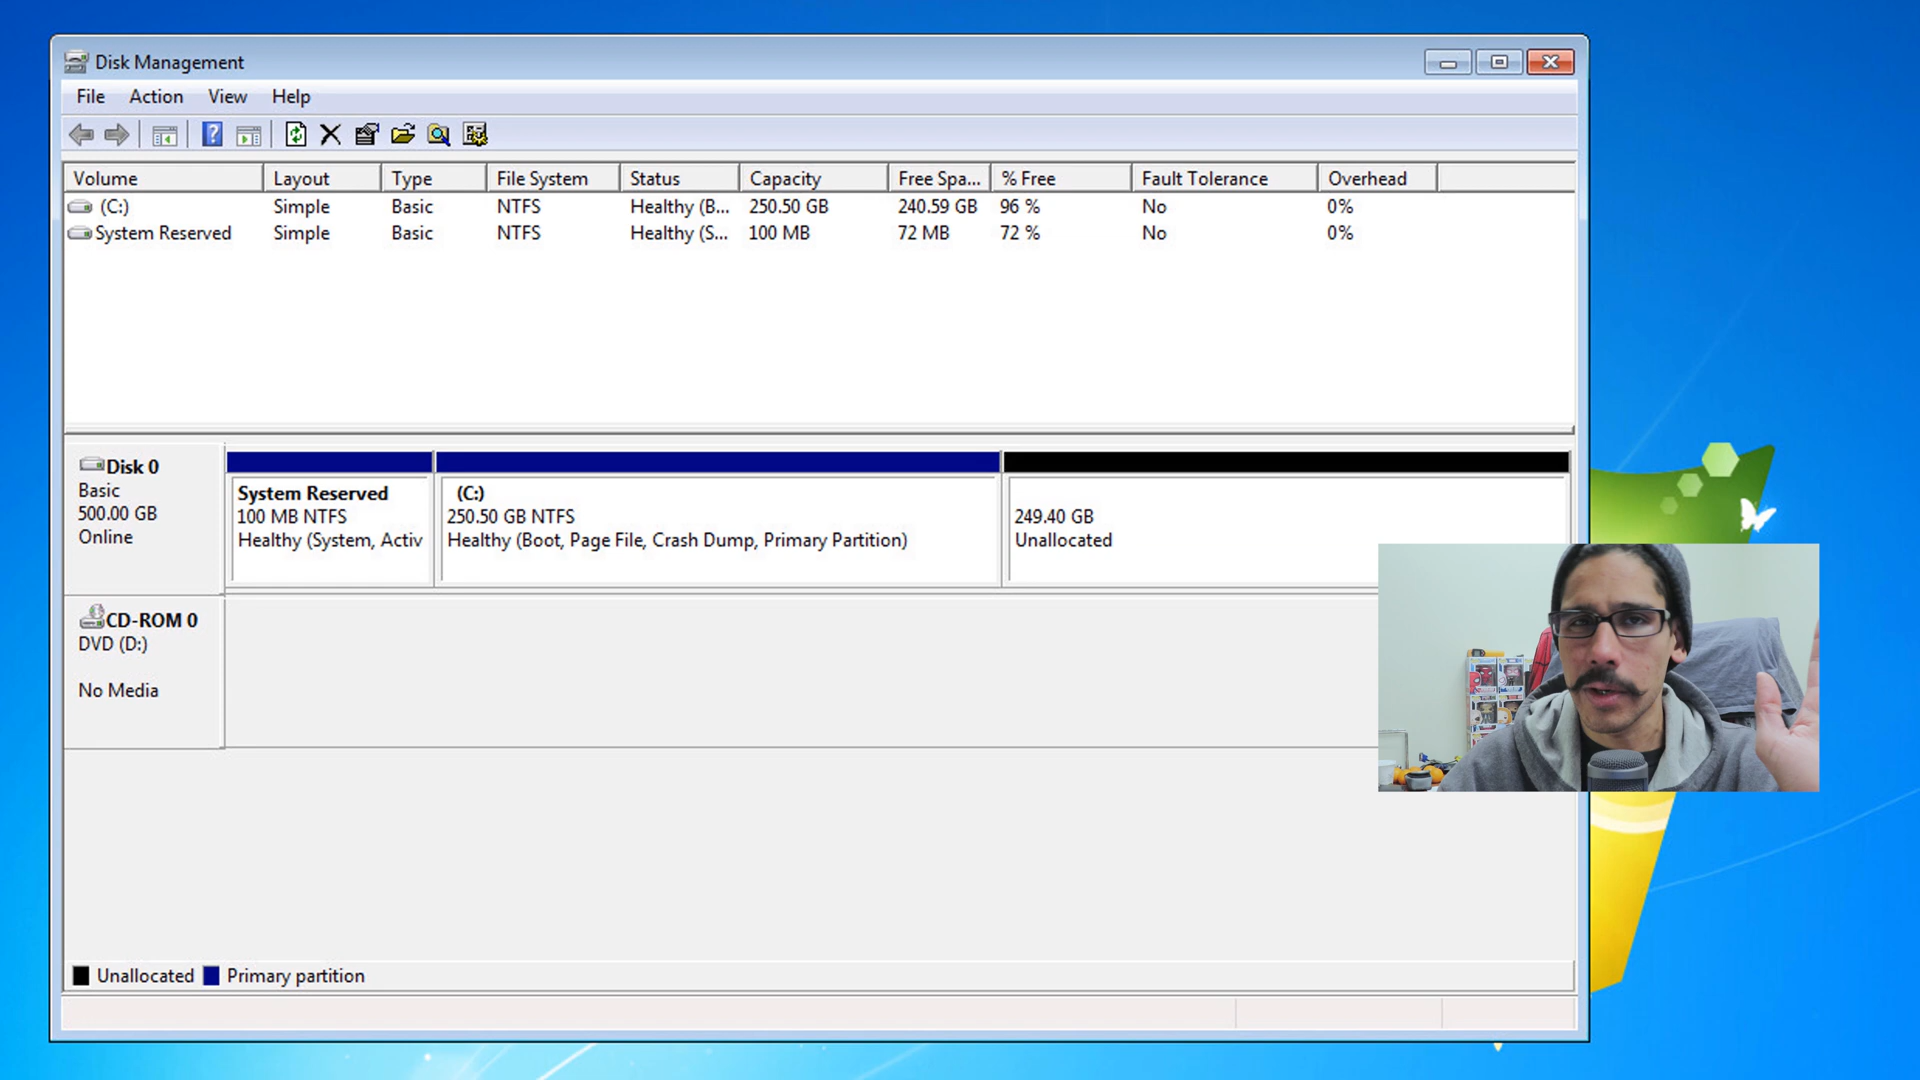 Disk Management
File Action View Help
Volume Layout Type File System Status Capacity Free Spa... % Free Fault Tolerance Overhead
(C:) Simple Basic NTFS Healthy (B... 250.50 GB 240.59 GB 96 % No 0%
System Reserved Simple Basic NTFS Healthy (S... 100 MB 72 MB 72 % No 0%
Disk 0
Basic
500.00 GB
Online
System Reserved
100 MB NTFS
Healthy (System, Activ
(C:)
250.50 GB NTFS
Healthy (Boot, Page File, Crash Dump, Primary Partition)
249.40 GB
Unallocated
CD-ROM 0
DVD (D:)
No Media
Unallocated Primary partition